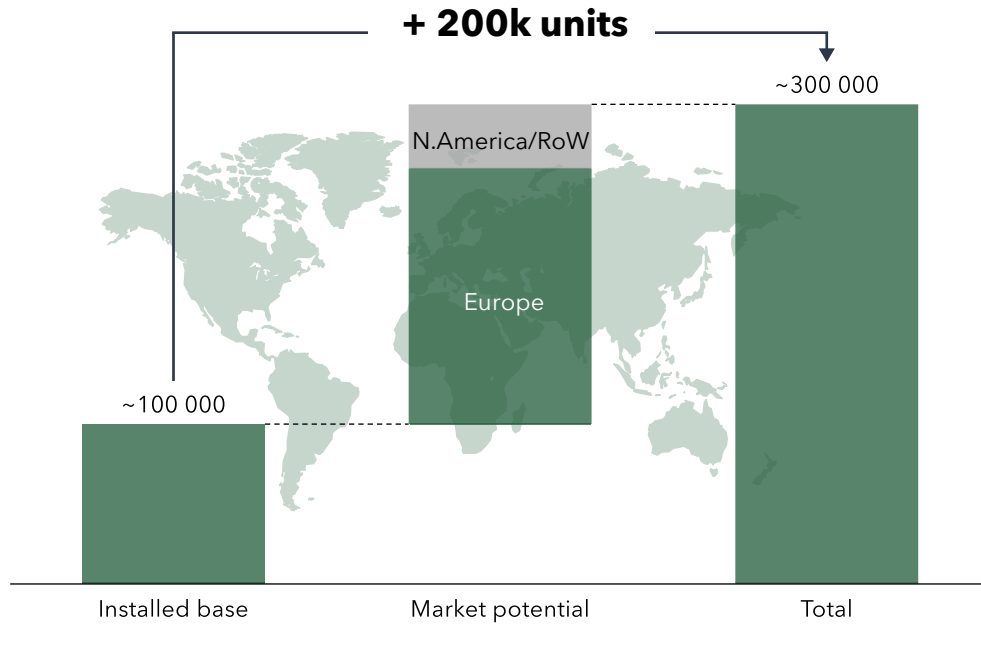 + 200k units
~300 000
N.America/RoW
Europe
~100 000
Installed base
Market potential
Total